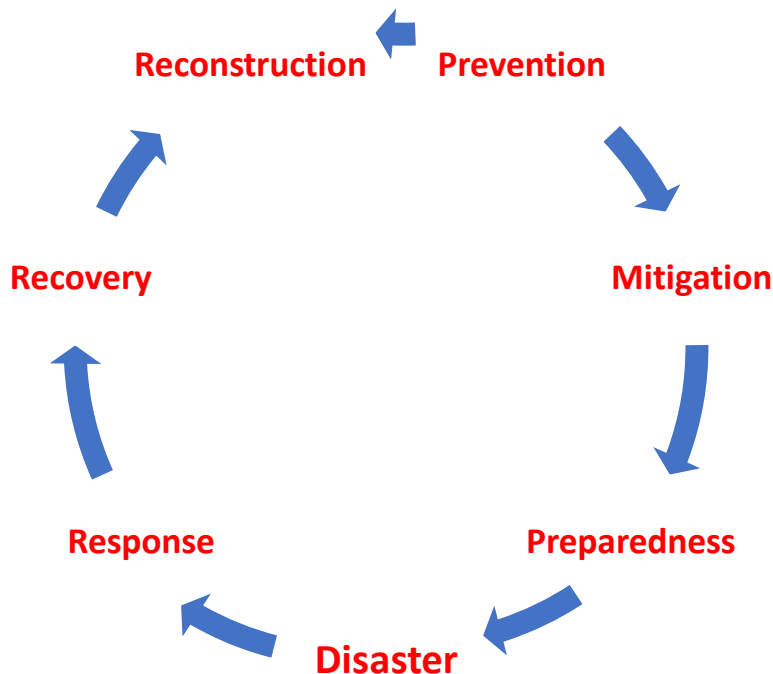 Reconstruction
Prevention
Recovery
Mitigation
Response
Preparedness
Disaster